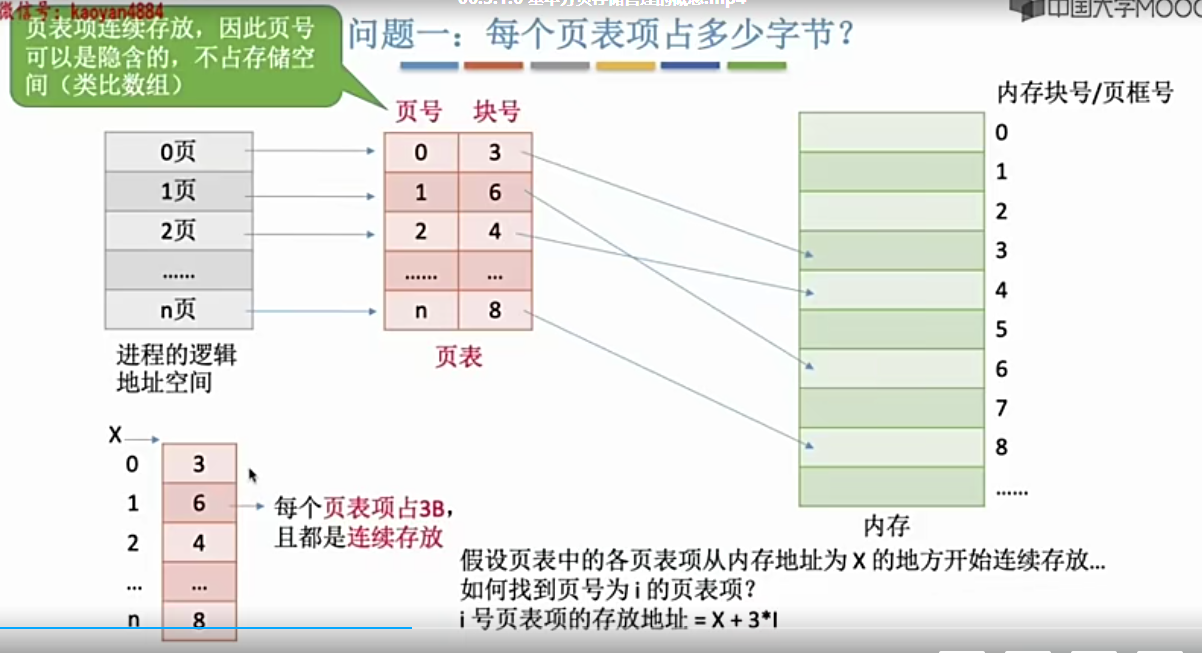 微信号：kaoyan4884
中国大学MOOC
页表项连续存放，因此页号
可以是隐含的，不占存储空
间（类比数组）
问题一：每个页表项占多少字节？
页号 块号
内存块号/页框号
0页
1页
2页
......
n页
进程的逻辑
地址空间
0 3
1 6
2 4
...... ...
n 8
页表
0
1
2
3
4
5
6
7
8
......
内存
X
0 3
1 6
2 4
... ...
n 8
每个页表项占3B，
且都是连续存放
假设页表中的各页表项从内存地址为 X 的地方开始连续存放...
如何找到页号为 i 的页表项？
i 号页表项的存放地址 = X + 3*I